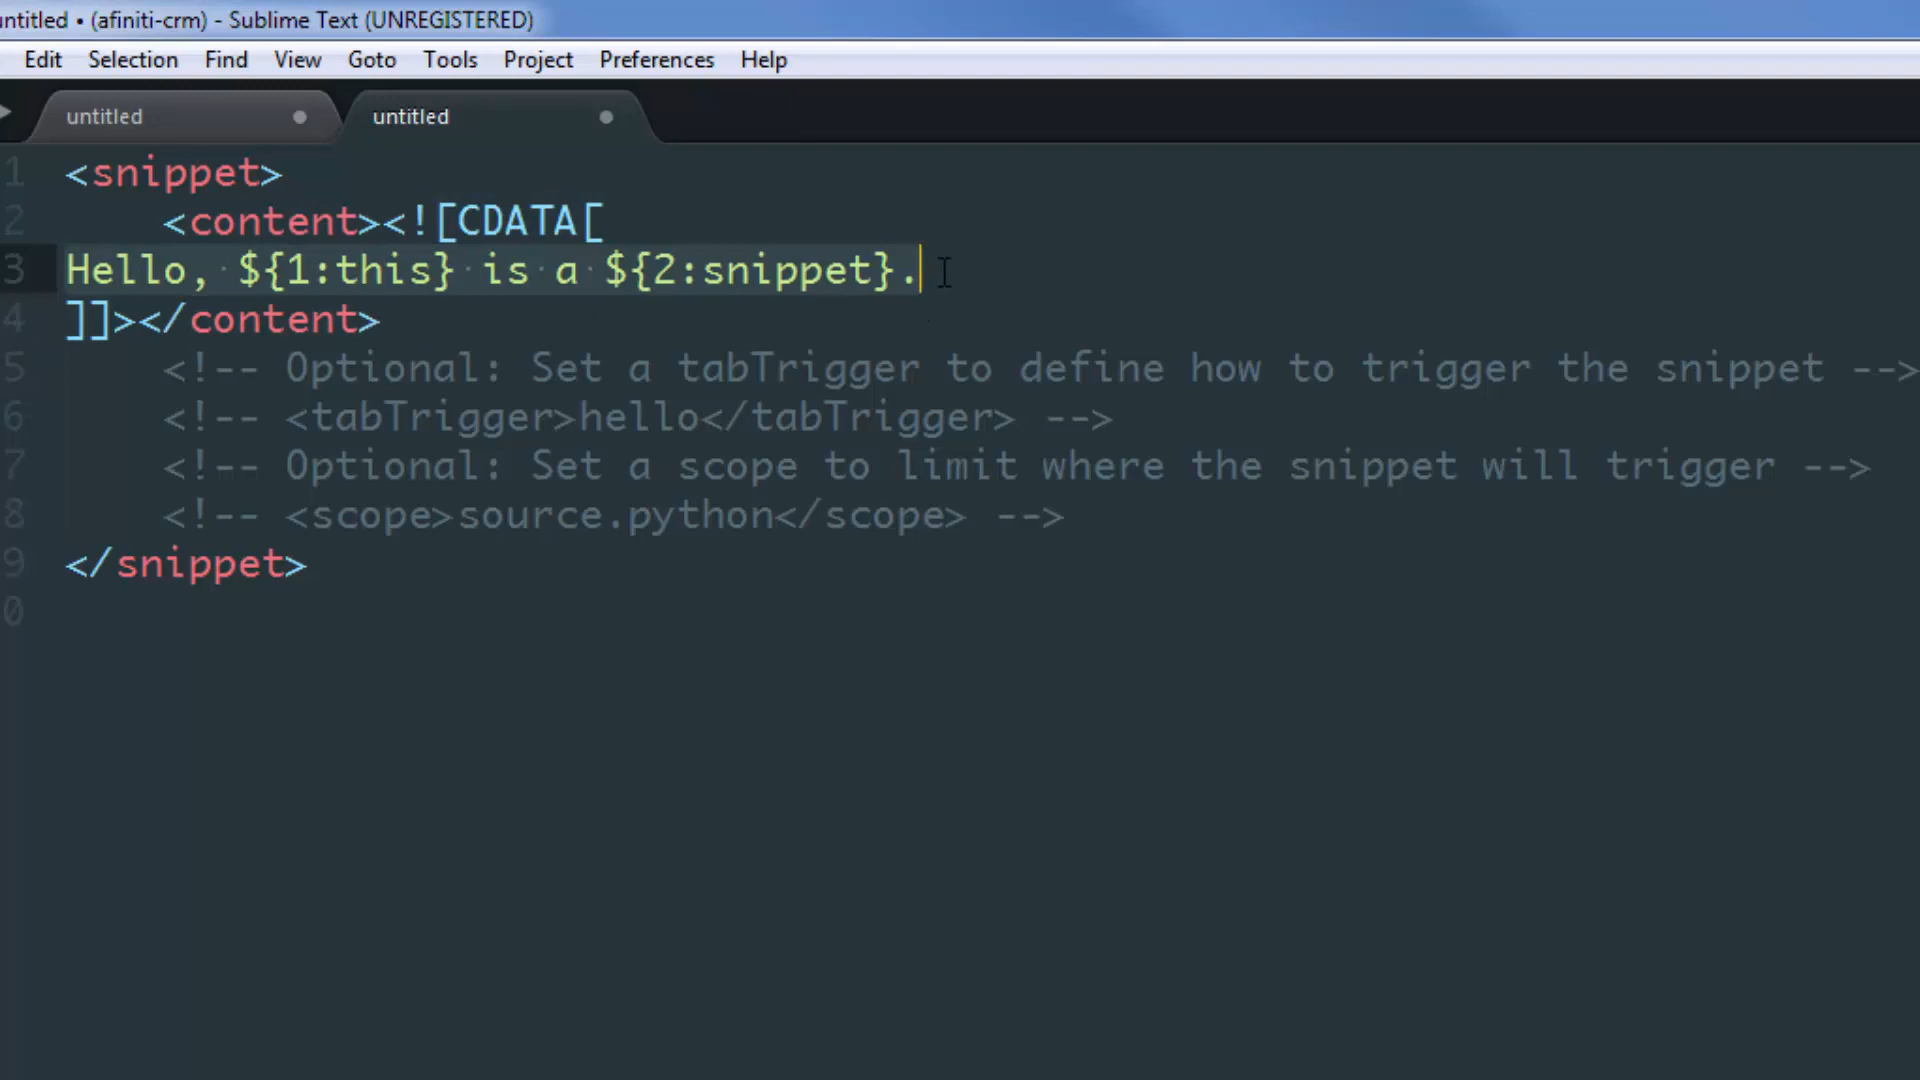 untitled • (afiniti-crm) - Sublime Text (UNREGISTERED)
Edit Selection Find View Goto Tools Project Preferences Help
untitled untitled
1 <snippet>
2 <content><![CDATA[
3 Hello, ${1:this} is a ${2:snippet}.
4 ]]></content>
5 <!-- Optional: Set a tabTrigger to define how to trigger the snippet -->
6 <!-- <tabTrigger>hello</tabTrigger> -->
7 <!-- Optional: Set a scope to limit where the snippet will trigger -->
8 <!-- <scope>source.python</scope> -->
9 </snippet>
0